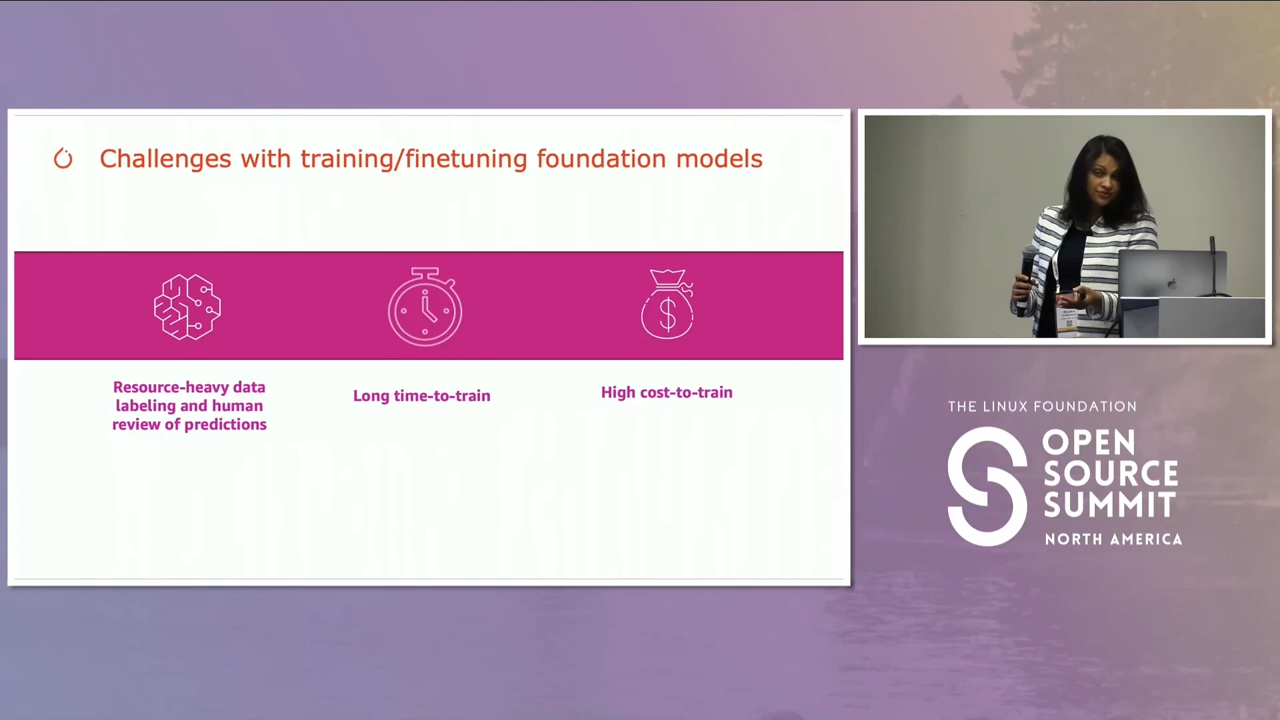 Challenges with training/finetuning foundation models
Resource-heavy data
labeling and human
review of predictions
Long time-to-train
High cost-to-train
THE LINUX FOUNDATION
OPEN
SOURCE
SUMMIT
NORTH AMERICA